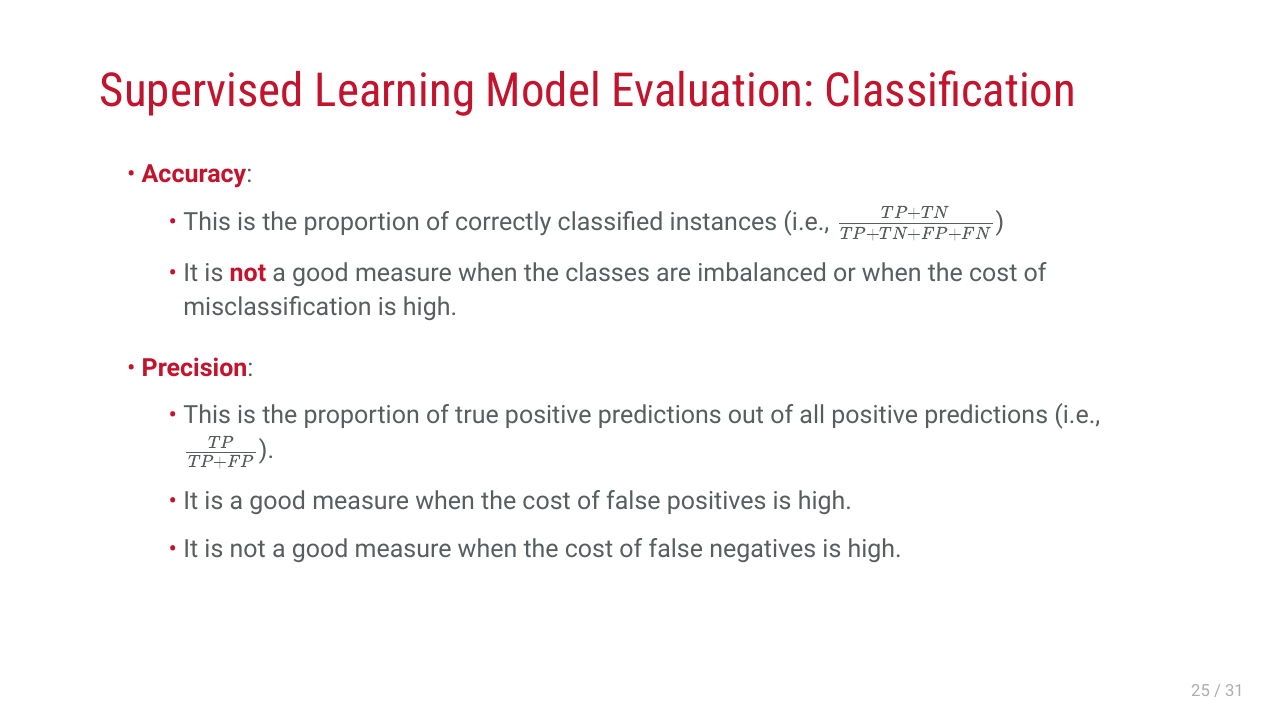 Supervised Learning Model Evaluation: Classification
• Accuracy:
• This is the proportion of correctly classified instances (i.e., $\frac{TP+TN}{TP+TN+FP+FN}$)
• It is not a good measure when the classes are imbalanced or when the cost of
misclassification is high.
• Precision:
• This is the proportion of true positive predictions out of all positive predictions (i.e.,
$\frac{TP}{TP+FP}$).
• It is a good measure when the cost of false positives is high.
• It is not a good measure when the cost of false negatives is high.
25 / 31